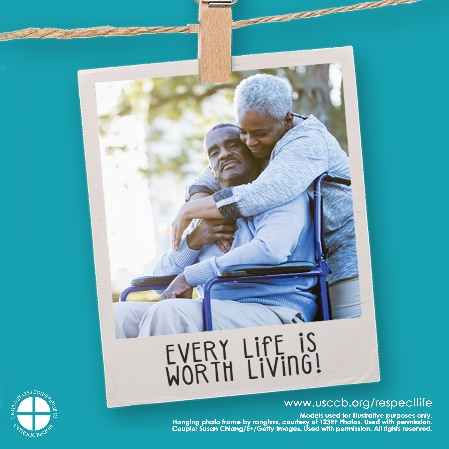 EVERY LIFE iS
WORTH LiViNG!
www.usccb.org/respectlife
Models used for illustrative purposes only.
Hanging photo frame by rangizzz, courtesy of 123RF Photos. Used with permission.
Couple: Susan Chiang/E+/Getty Images. Used with permission. All rights reserved.